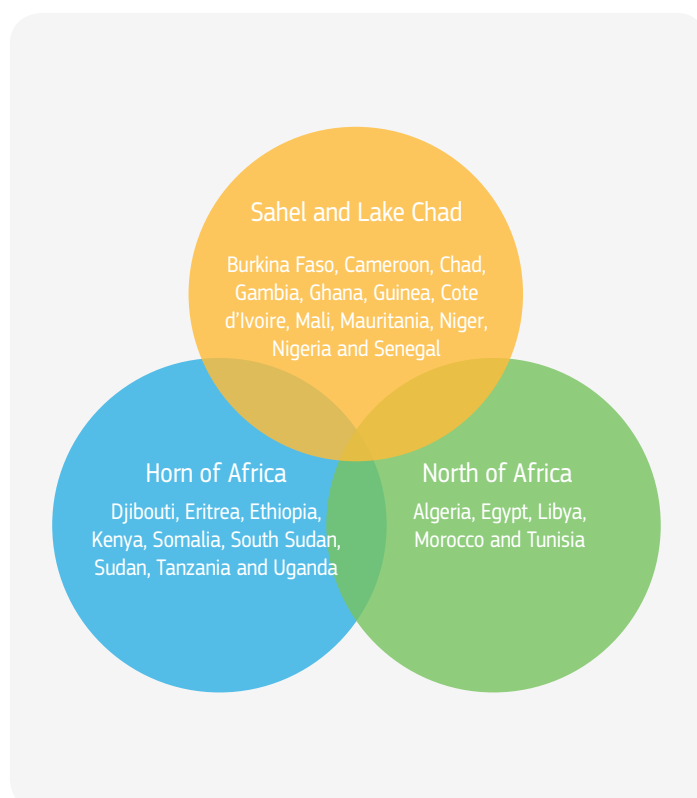 Sahel and Lake Chad
Burkina Faso, Cameroon, Chad,
Gambia, Ghana, Guinea, Cote
d'Ivoire, Mali, Mauritania, Niger,
Nigeria and Senegal
Horn of Africa
Djibouti, Eritrea, Ethiopia,
Kenya, Somalia, South Sudan,
Sudan, Tanzania and Uganda
North of Africa
Algeria, Egypt, Libya,
Morocco and Tunisia